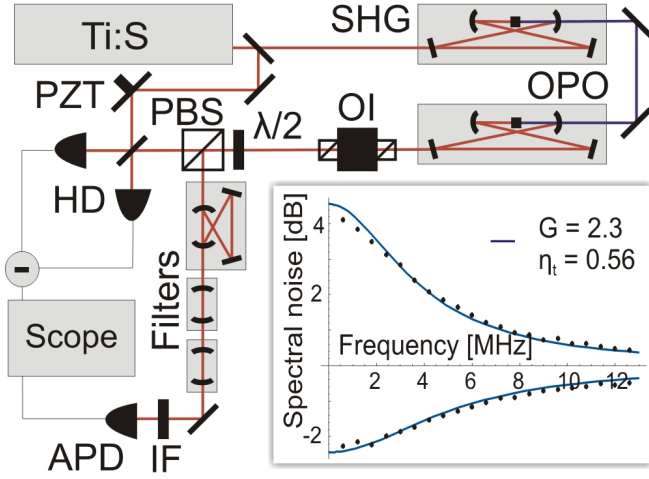 Ti:S
SHG
PZT
PBS
λ/2
OI
OPO
HD
-
Scope
Filters
APD
IF
Spectral noise [dB]
4
2
-2
G = 2.3
ηt = 0.56
Frequency [MHz]
2 4 6 8 10 12